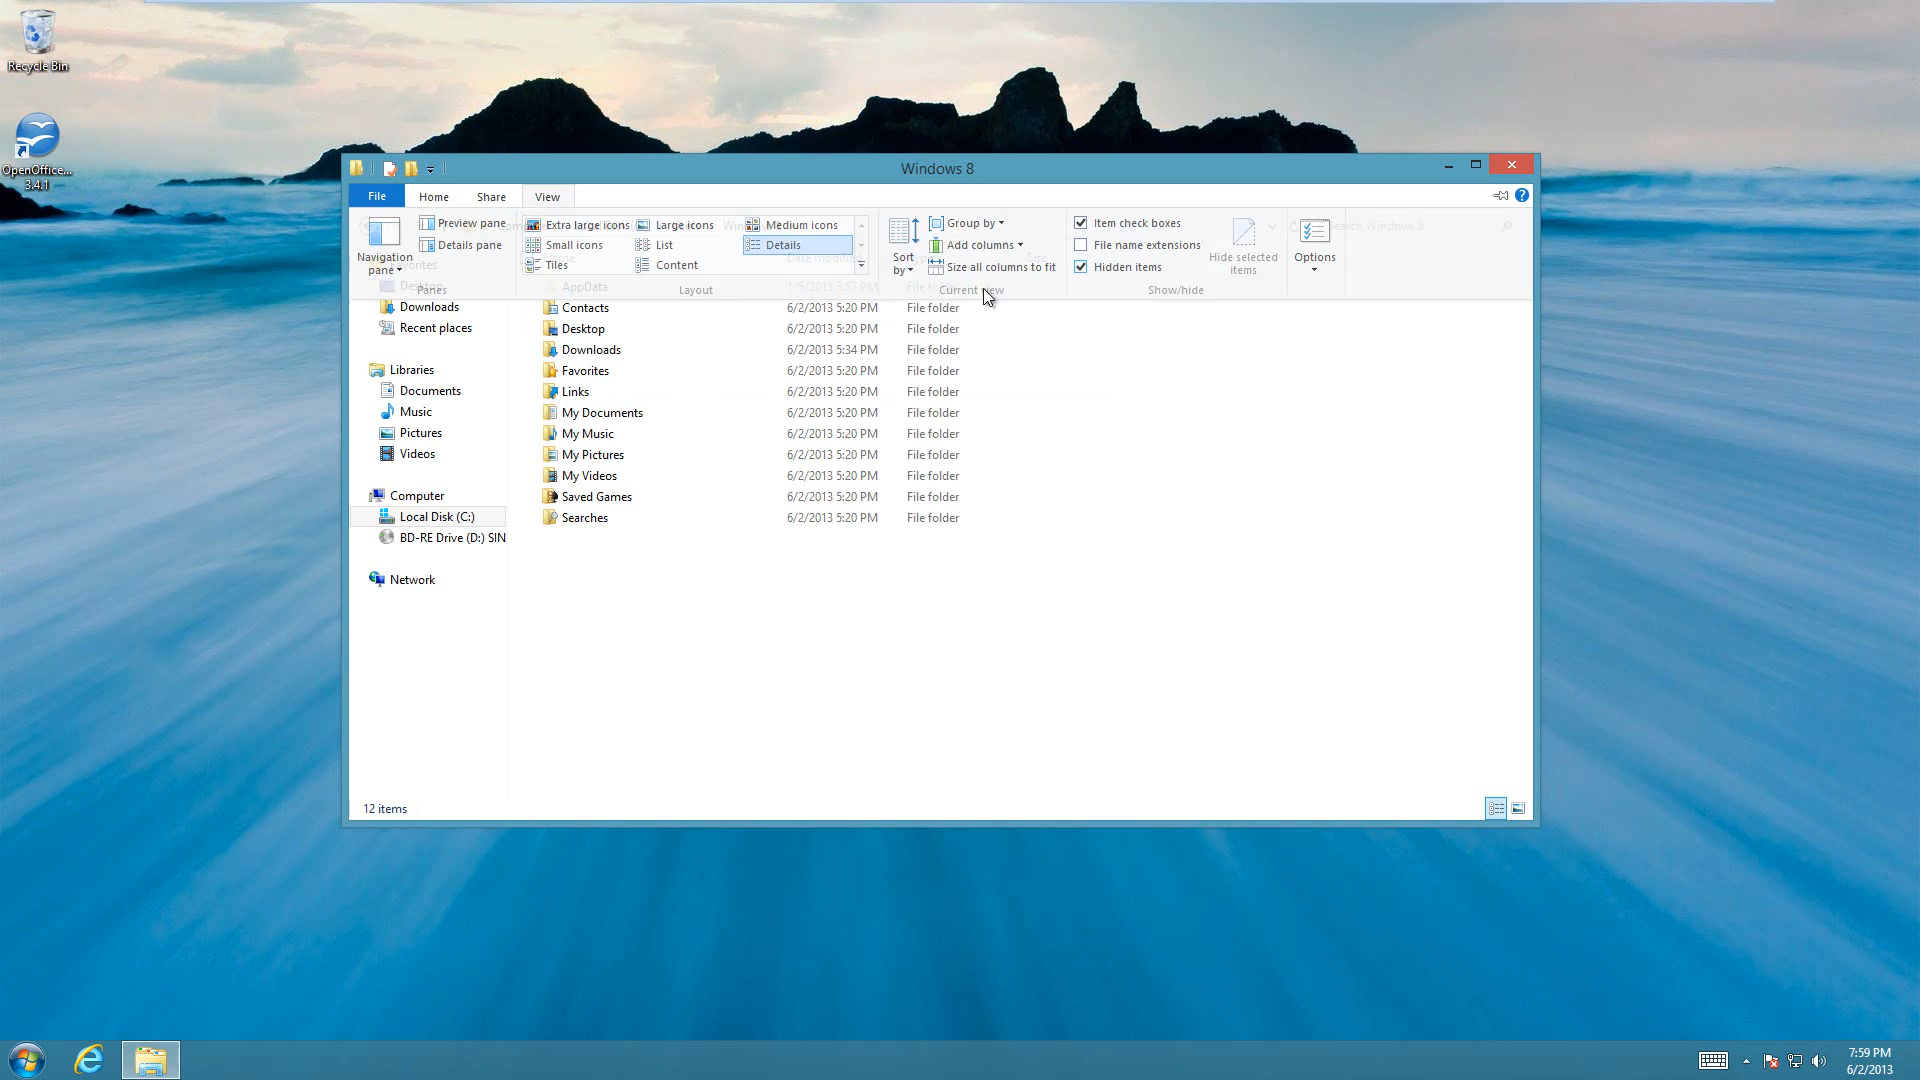 Recycle Bin
OpenOffice...
3.4.1
Windows 8
File Home Share View
Navigation
pane
Preview pane
Details pane
Panes
Extra large icons Large icons Medium icons
Small icons List Details
Tiles Content
Layout
Sort
by
Group by
Add columns
Size all columns to fit
Current view
Item check boxes
File name extensions
Hidden items
Hide selected
items
Show/hide
Options
Search Windows 8
Name Date modified Size
Favorites
Desktop
Downloads
Recent places
Libraries
Documents
Music
Pictures
Videos
Computer
Local Disk (C:)
BD-RE Drive (D:) SIN
Network
AppData 1/5/2013 3:57 PM
Contacts 6/2/2013 5:20 PM File folder
Desktop 6/2/2013 5:20 PM File folder
Downloads 6/2/2013 5:34 PM File folder
Favorites 6/2/2013 5:20 PM File folder
Links 6/2/2013 5:20 PM File folder
My Documents 6/2/2013 5:20 PM File folder
My Music 6/2/2013 5:20 PM File folder
My Pictures 6/2/2013 5:20 PM File folder
My Videos 6/2/2013 5:20 PM File folder
Saved Games 6/2/2013 5:20 PM File folder
Searches 6/2/2013 5:20 PM File folder
12 items
7:59 PM
6/2/2013